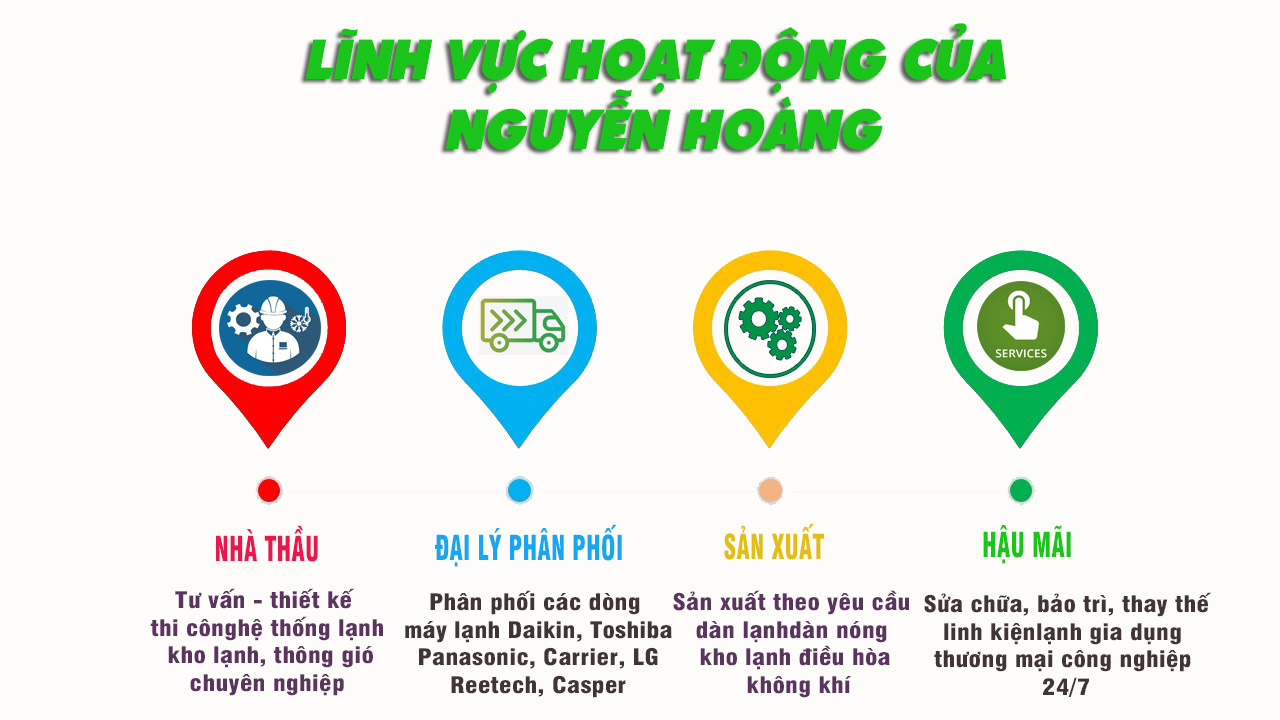 LĨNH VỰC HOẠT ĐỘNG CỦA
NGUYỄN HOÀNG
SERVICES
NHÀ THẦU
Tư vấn - thiết kế
thi cônghệ thống lạnh
kho lạnh, thông gió
chuyên nghiệp
ĐẠI LÝ PHÂN PHỐI
Phân phối các dòng
máy lạnh Daikin, Toshiba
Panasonic, Carrier, LG
Reetech, Casper
SẢN XUẤT
Sản xuất theo yêu cầu
dàn lạnhdàn nóng
kho lạnh điều hòa
không khí
HẬU MÃI
Sửa chữa, bảo trì, thay thế
linh kiệnlạnh gia dụng
thương mại công nghiệp
24/7